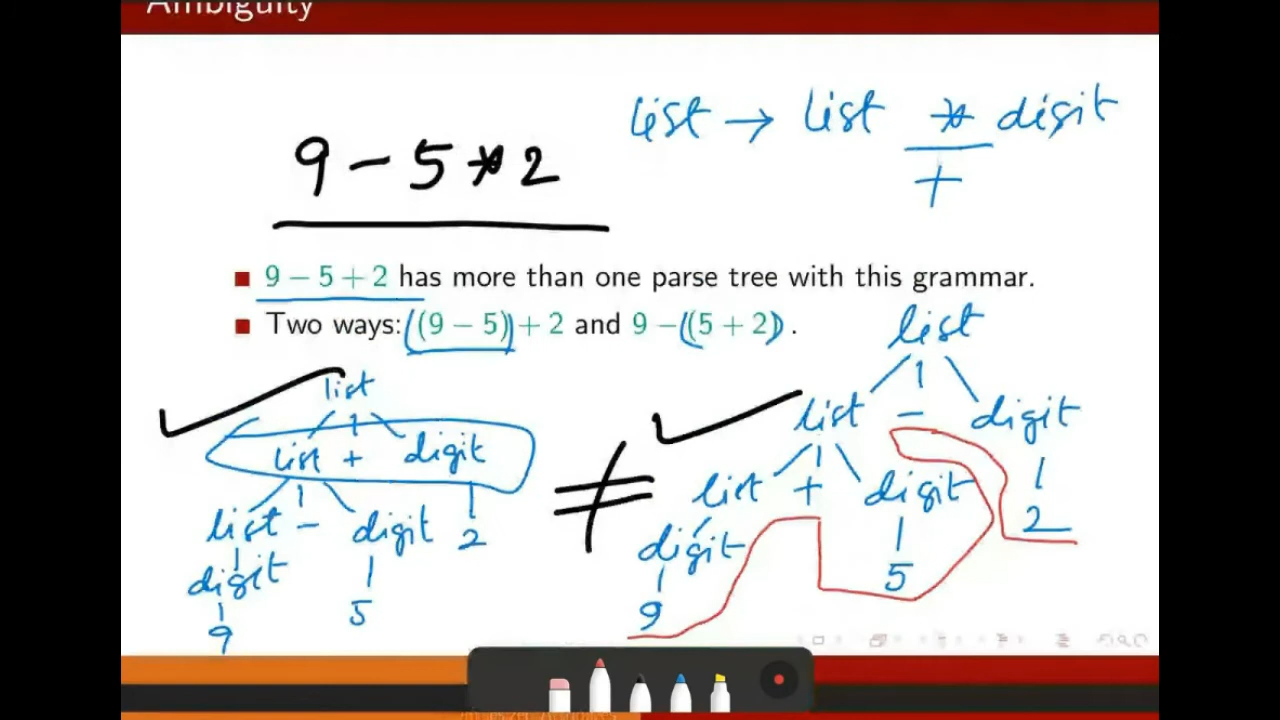 Ambiguity
list → list * digit
+
9 - 5 * 2
9 − 5 + 2 has more than one parse tree with this grammar.
Two ways: ((9 − 5)) + 2 and 9 − ((5 + 2)) .
list
list + digit
list - digit 2
digit 5
9
≠
list
list - digit
list + digit 2
digit 5
9